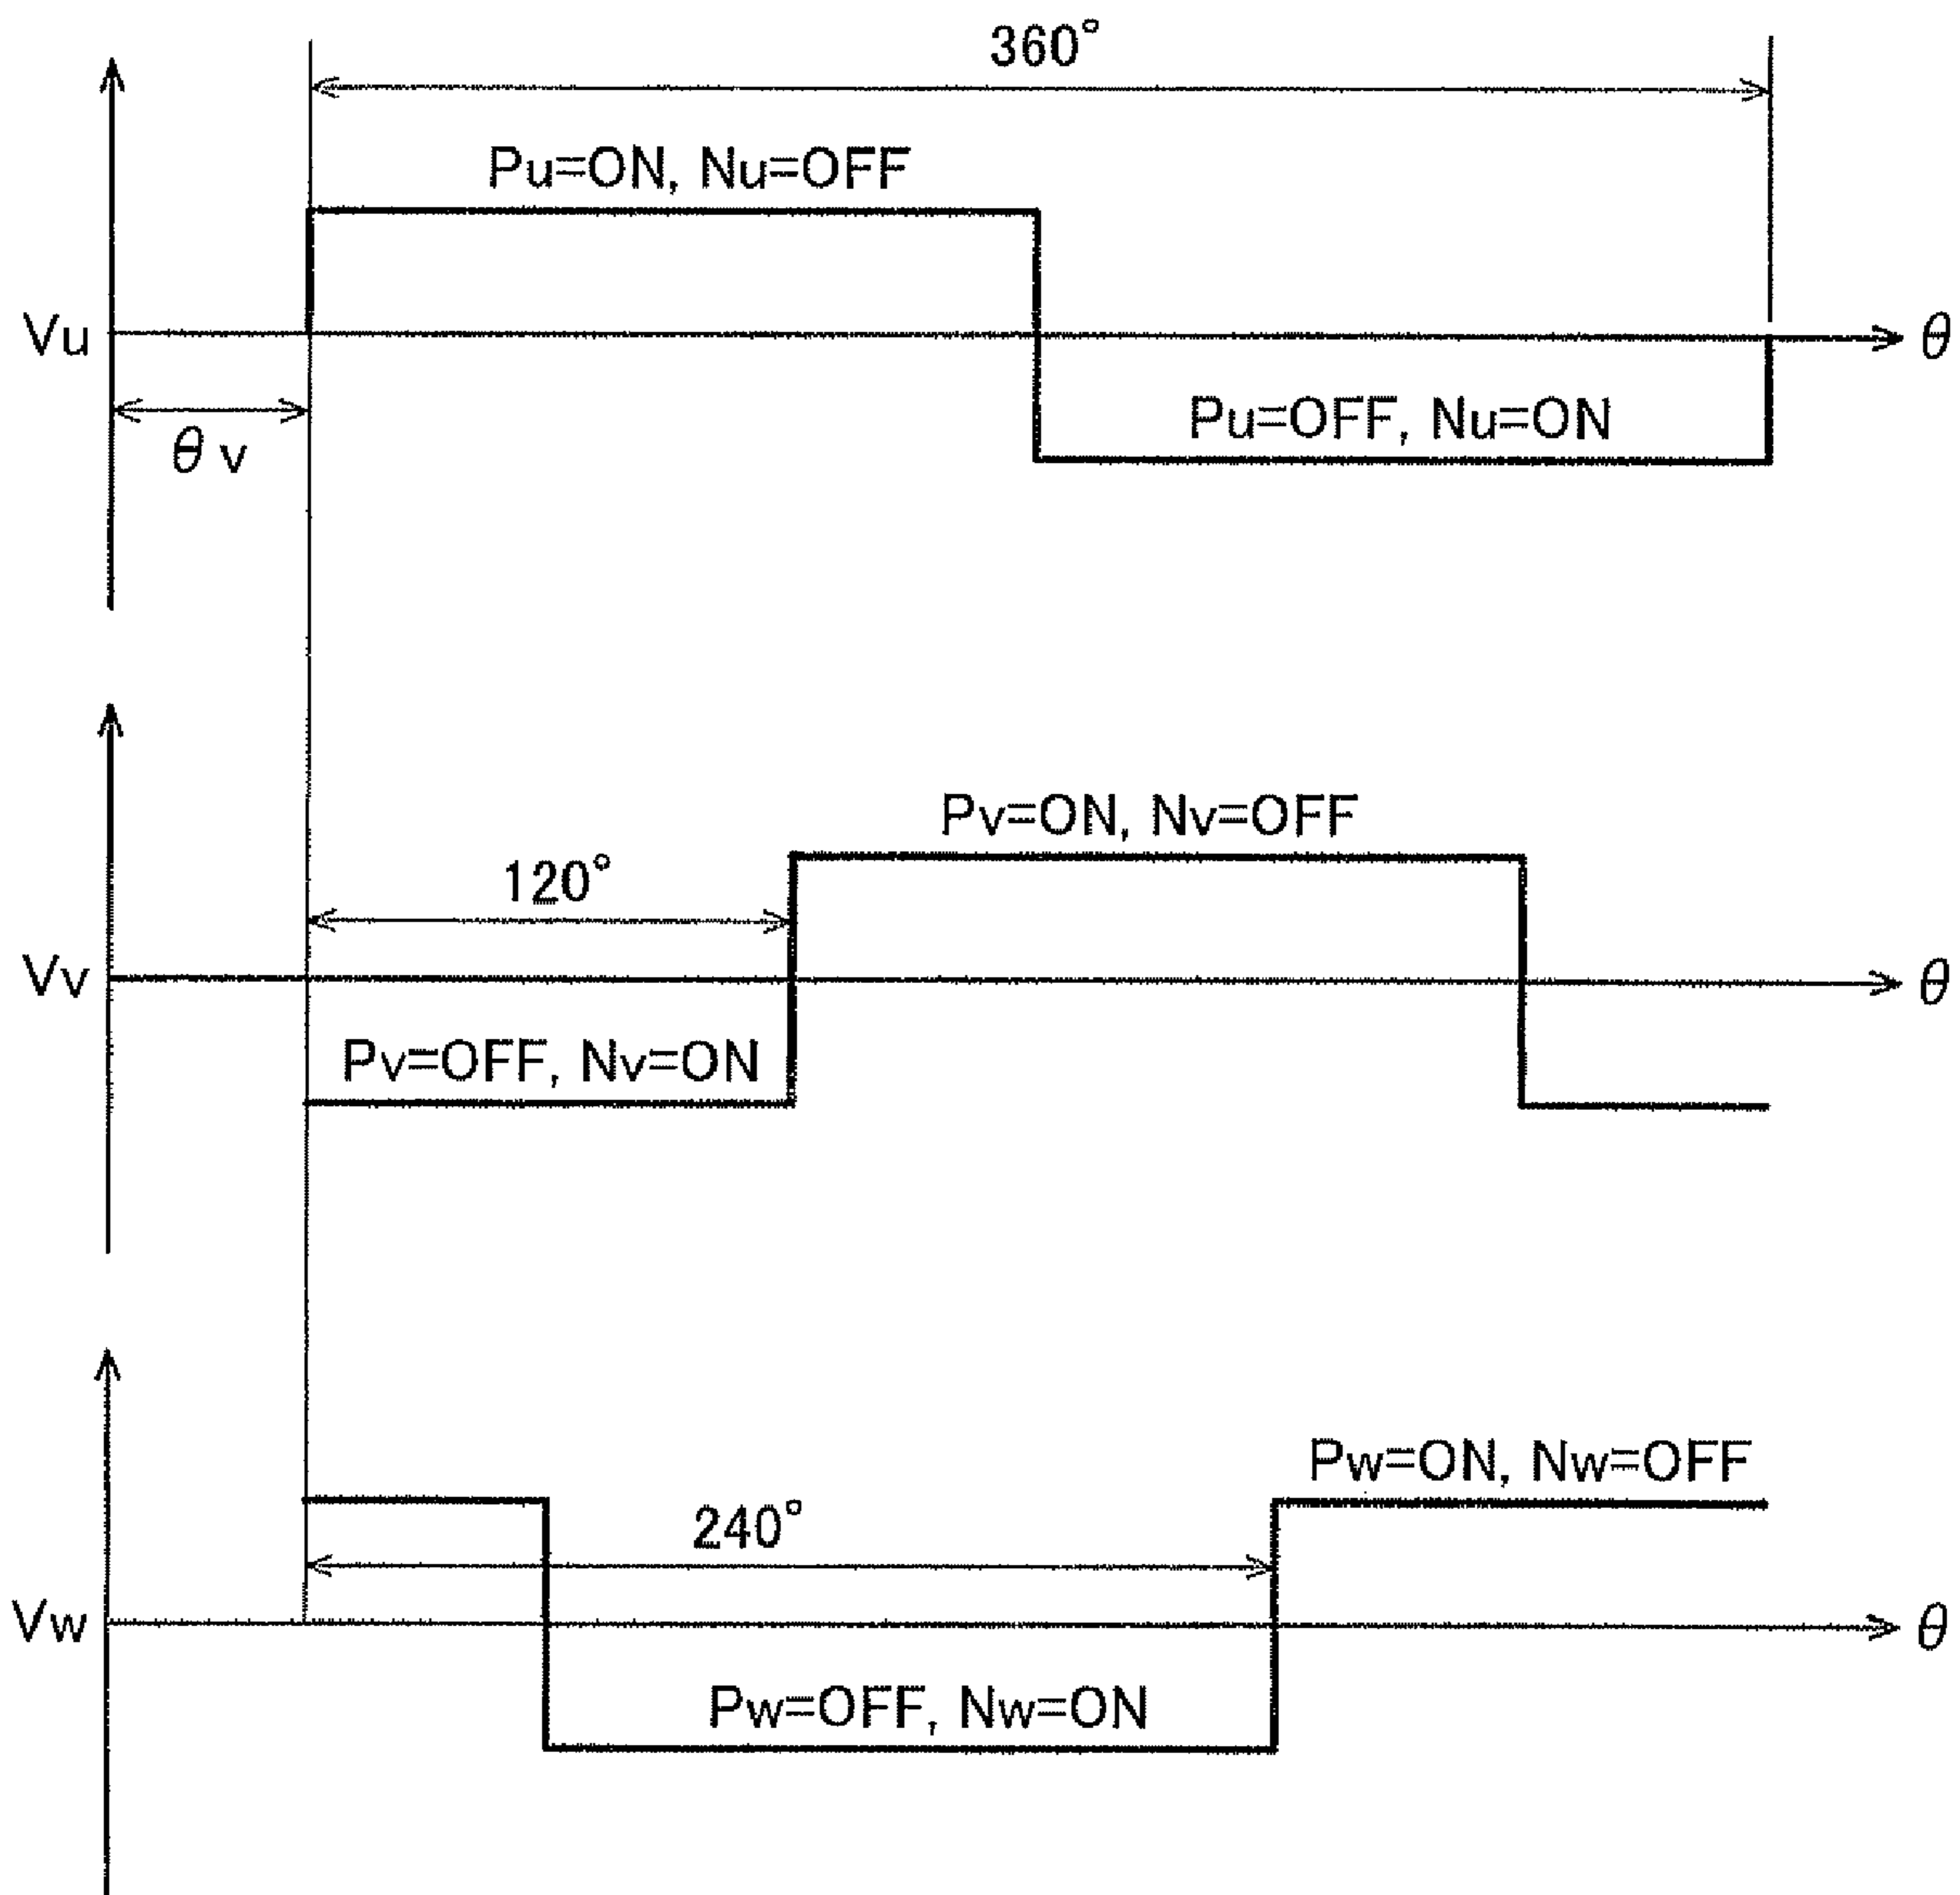 360°
Pu=ON, Nu=OFF
Vu
θ
θv
Pu=OFF, Nu=ON
Pv=ON, Nv=OFF
120°
Vv
θ
Pv=OFF, Nv=ON
Pw=ON, Nw=OFF
240°
Vw
θ
Pw=OFF, Nw=ON